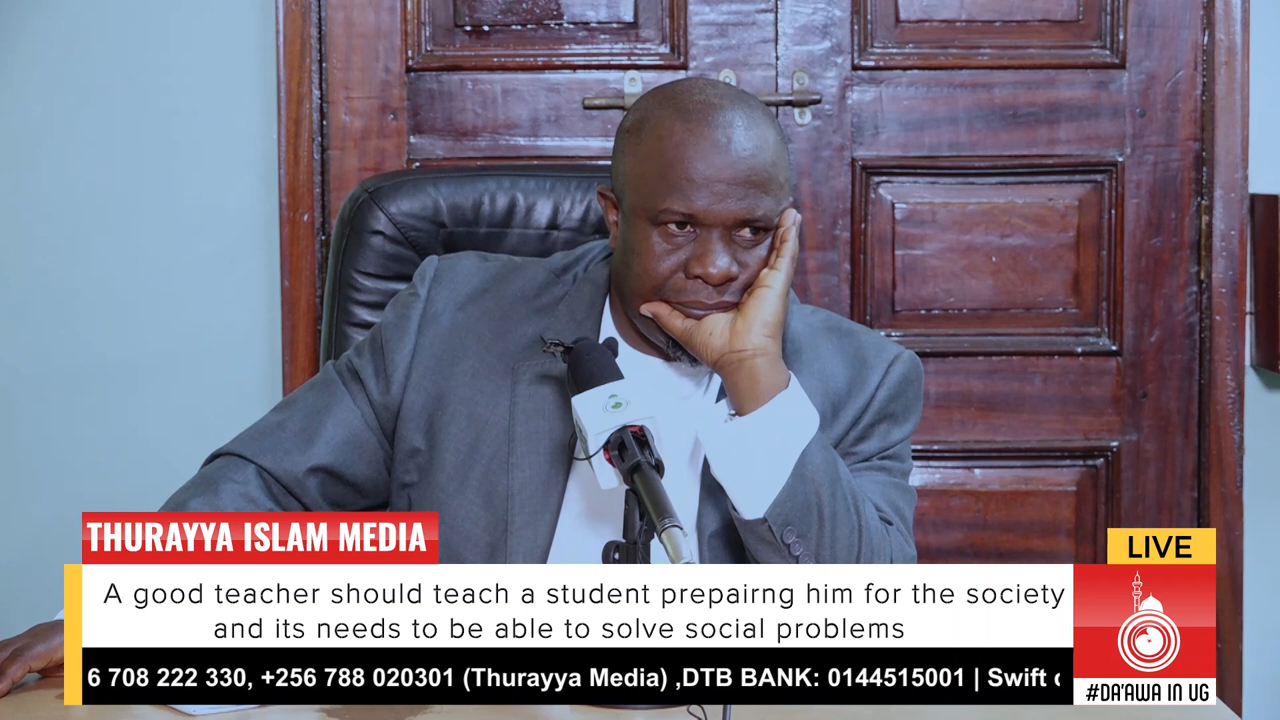 THURAYYA ISLAM MEDIA
LIVE
A good teacher should teach a student prepairng him for the society
and its needs to be able to solve social problems
6 708 222 330, +256 788 020301 (Thurayya Media) ,DTB BANK: 0144515001 | Swift
#DA'AWA IN UG